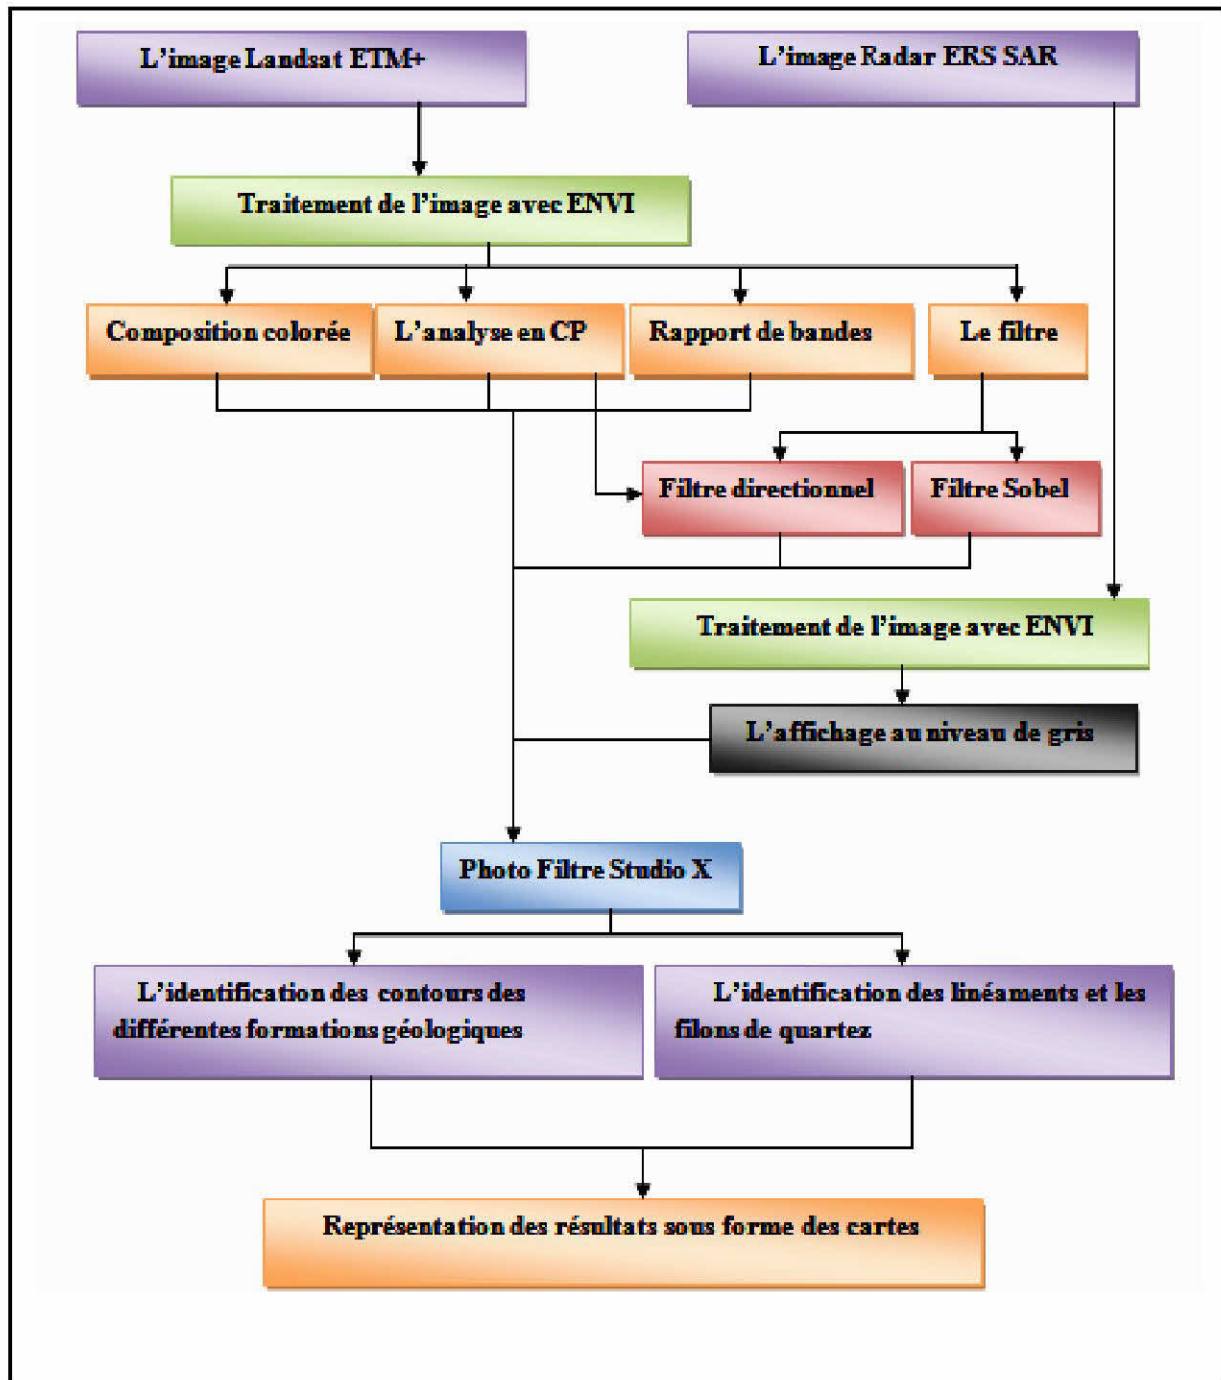 L'image Landsat ETM+
L'image Radar ERS SAR
Traitement de l'image avec ENVI
Composition colorée
L'analyse en CP
Rapport de bandes
Le filtre
Filtre directionnel
Filtre Sobel
Traitement de l'image avec ENVI
L'affichage au niveau de gris
Photo Filtre Studio X
L'identification des contours des
différentes formations géologiques
L'identification des linéaments et les
filons de quartez
Représentation des résultats sous forme des cartes